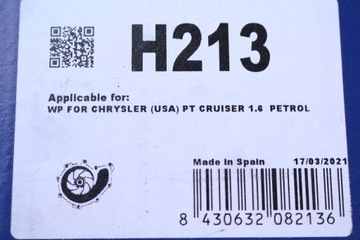 H213
Applicable for:
WP FOR CHRYSLER (USA) PT CRUISER 1.6 PETROL
Made In Spain 17/03/2021
8 430632 082136